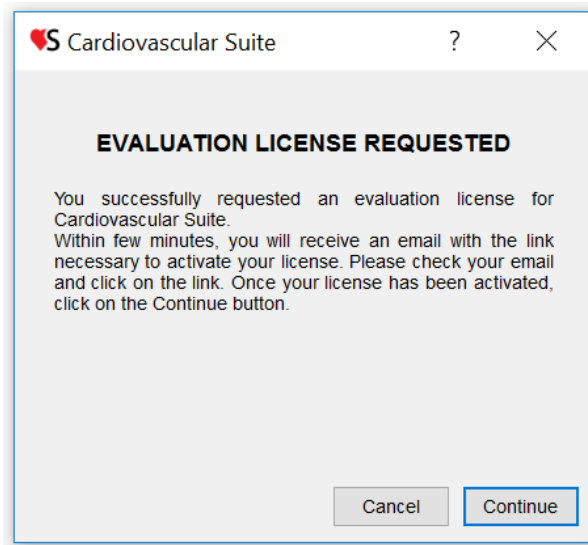 S Cardiovascular Suite ?
EVALUATION LICENSE REQUESTED
You successfully requested an evaluation license for
Cardiovascular Suite.
Within few minutes, you will receive an email with the link
necessary to activate your license. Please check your email
and click on the link. Once your license has been activated,
click on the Continue button.
Cancel Continue